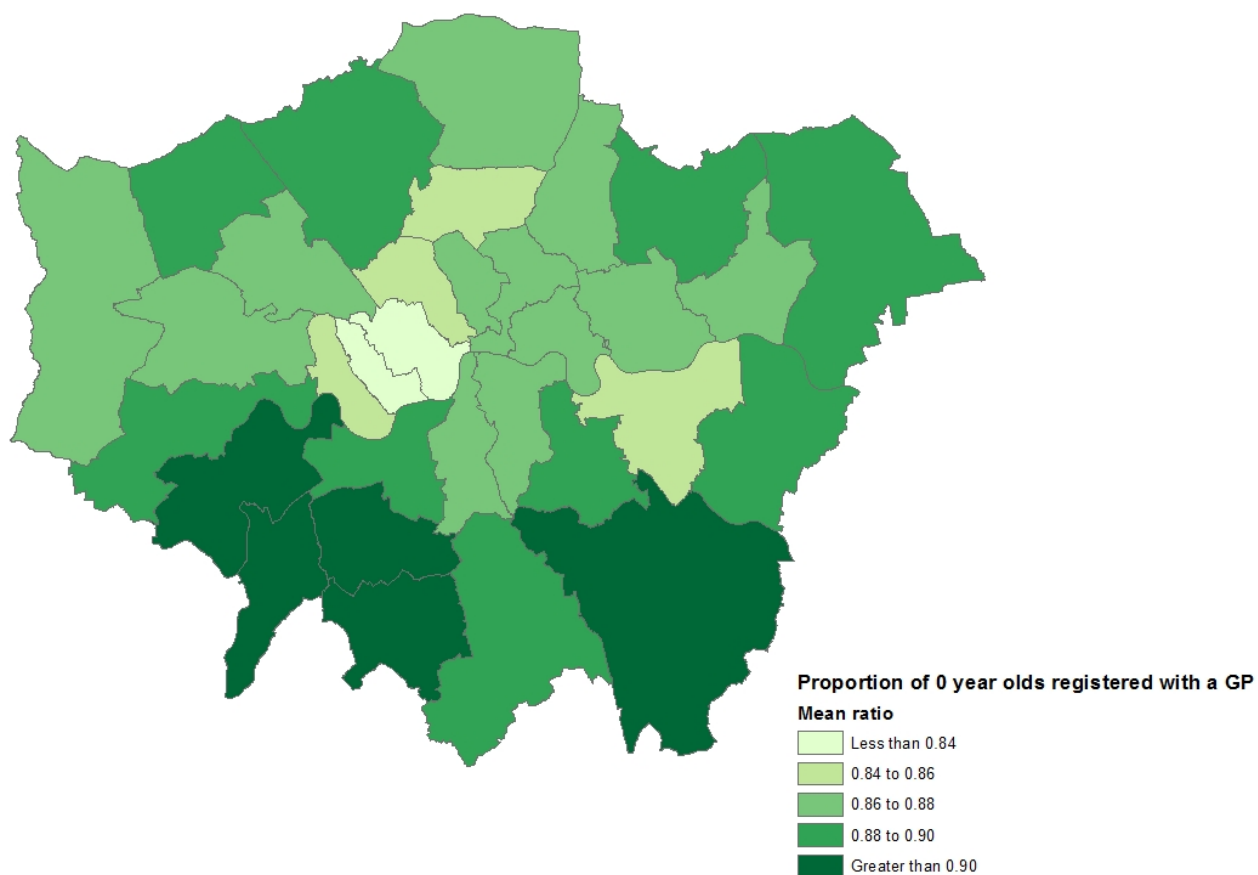 Proportion of 0 year olds registered with a GP
Mean ratio
Less than 0.84
0.84 to 0.86
0.86 to 0.88
0.88 to 0.90
Greater than 0.90